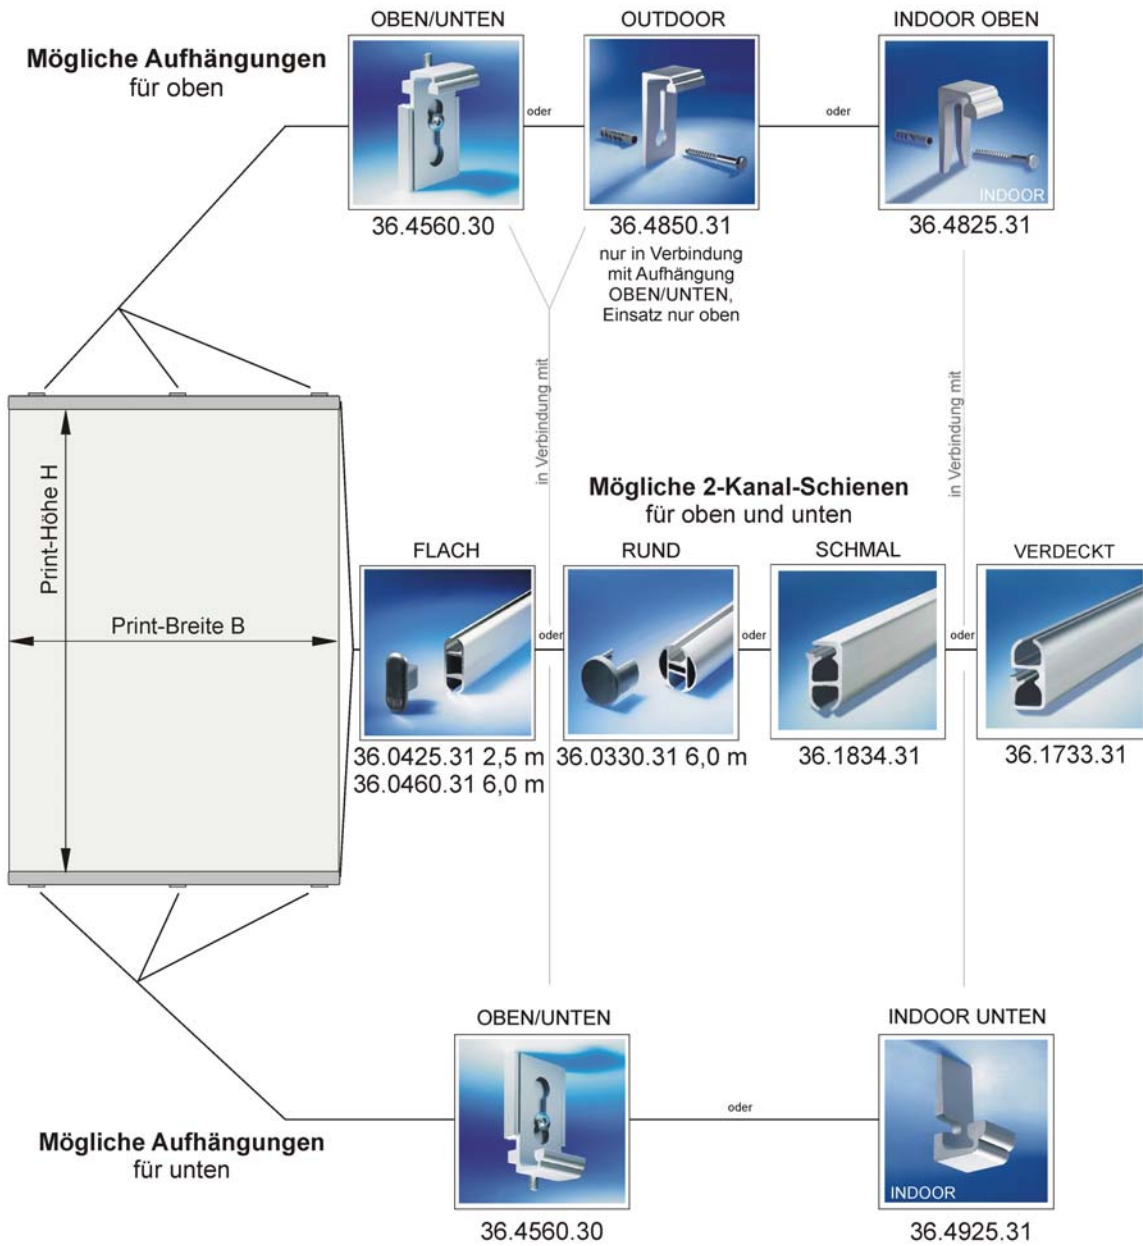 OBEN/UNTEN
OUTDOOR
INDOOR OBEN
Mögliche Aufhängungen
für oben
oder
oder
INDOOR
36.4560.30
36.4850.31
36.4825.31
nur in Verbindung
mit Aufhängung
OBEN/UNTEN,
Einsatz nur oben
in Verbindung mit
in Verbindung mit
Print-Höhe H
Print-Breite B
Mögliche 2-Kanal-Schienen
für oben und unten
FLACH
RUND
SCHMAL
VERDECKT
oder
oder
oder
36.0425.31 2,5 m
36.0460.31 6,0 m
36.0330.31 6,0 m
36.1834.31
36.1733.31
OBEN/UNTEN
INDOOR UNTEN
oder
Mögliche Aufhängungen
für unten
INDOOR
36.4560.30
36.4925.31